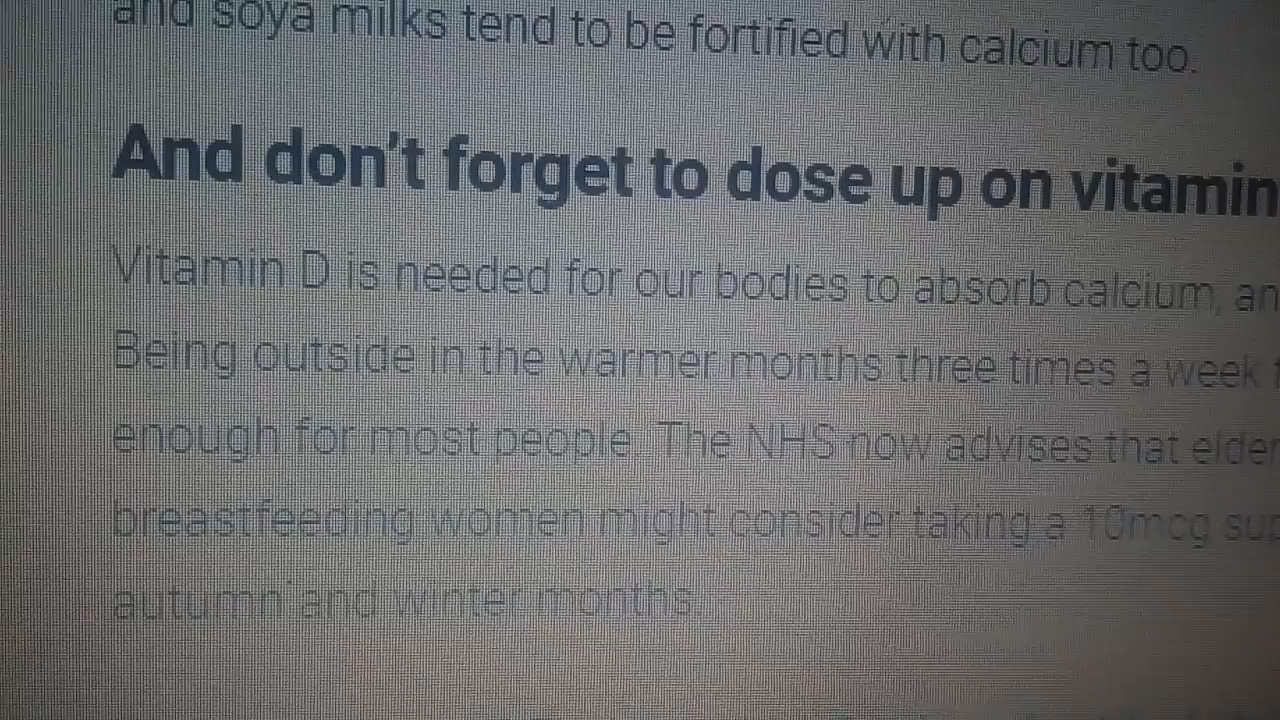 and soya milks tend to be fortified with calcium too.
And don't forget to dose up on vitamin
Vitamin D is needed for our bodies to absorb calcium, an
Being outside in the warmer months three times a week
enough for most people. The NHS now advises that elder
breastfeeding women might consider taking a 10mcg sup
autumn and winter months.